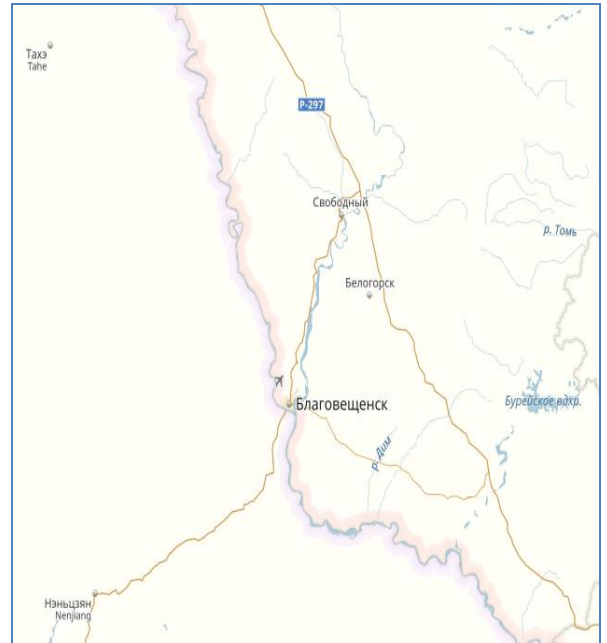 Тахэ
Tahe
Р-297
Свободный
р. Томь
Белогорск
Бурейское вдхр.
Благовещенск
р. Дим
Нэньцзян
Nenjiang